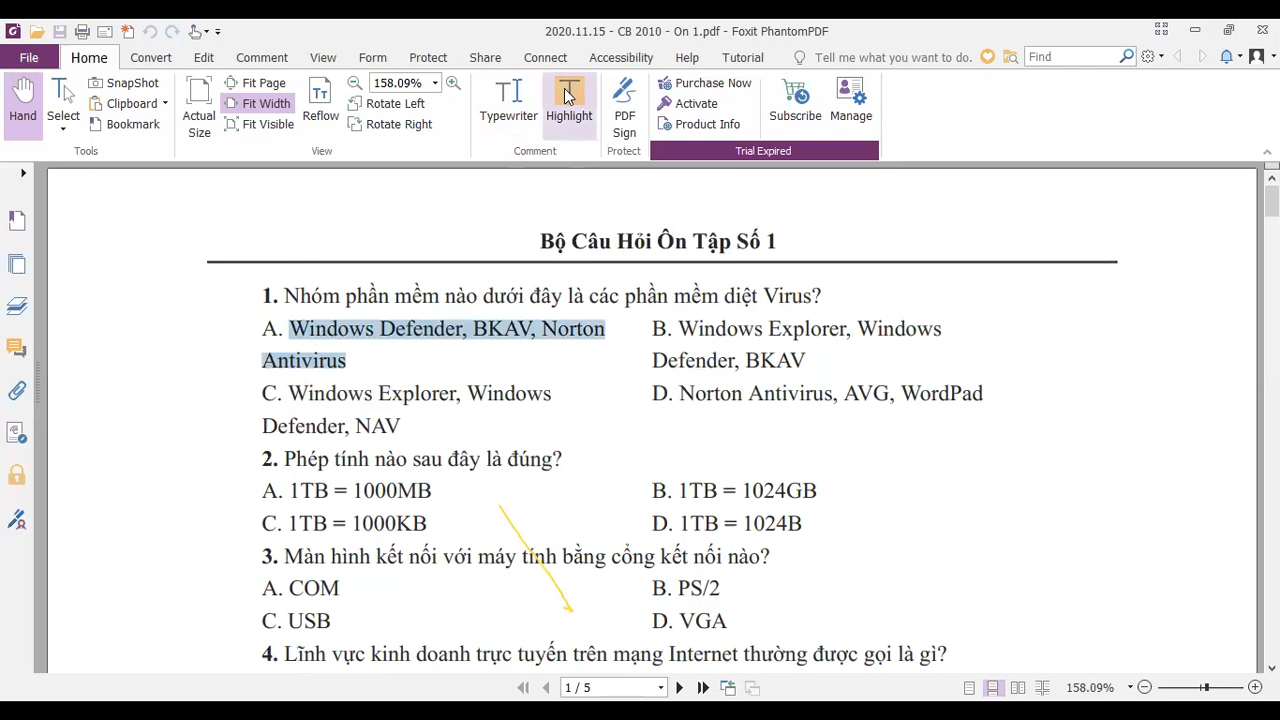 2020.11.15 - CB 2010 - On 1.pdf - Foxit PhantomPDF
File Home Convert Edit Comment View Form Protect Share Connect Accessibility Help Tutorial Tell me what you want to do.. Find
Hand
Select
SnapShot
Clipboard
Bookmark
Tools
Actual Size
Fit Page
Fit Width
Fit Visible
Reflow
158.09%
Rotate Left
Rotate Right
View
Typewriter
Highlight
Comment
PDF Sign
Protect
Purchase Now
Activate
Product Info
Subscribe
Manage
Trial Expired
Bộ Câu Hỏi Ôn Tập Số 1
1. Nhóm phần mềm nào dưới đây là các phần mềm diệt Virus?
A. Windows Defender, BKAV, Norton
Antivirus
B. Windows Explorer, Windows
Defender, BKAV
C. Windows Explorer, Windows
Defender, NAV
D. Norton Antivirus, AVG, WordPad
2. Phép tính nào sau đây là đúng?
A. 1TB = 1000MB
B. 1TB = 1024GB
C. 1TB = 1000KB
D. 1TB = 1024B
3. Màn hình kết nối với máy tính bằng cổng kết nối nào?
A. COM
B. PS/2
C. USB
D. VGA
4. Lĩnh vực kinh doanh trực tuyến trên mạng Internet thường được gọi là gì?
1 / 5
158.09%